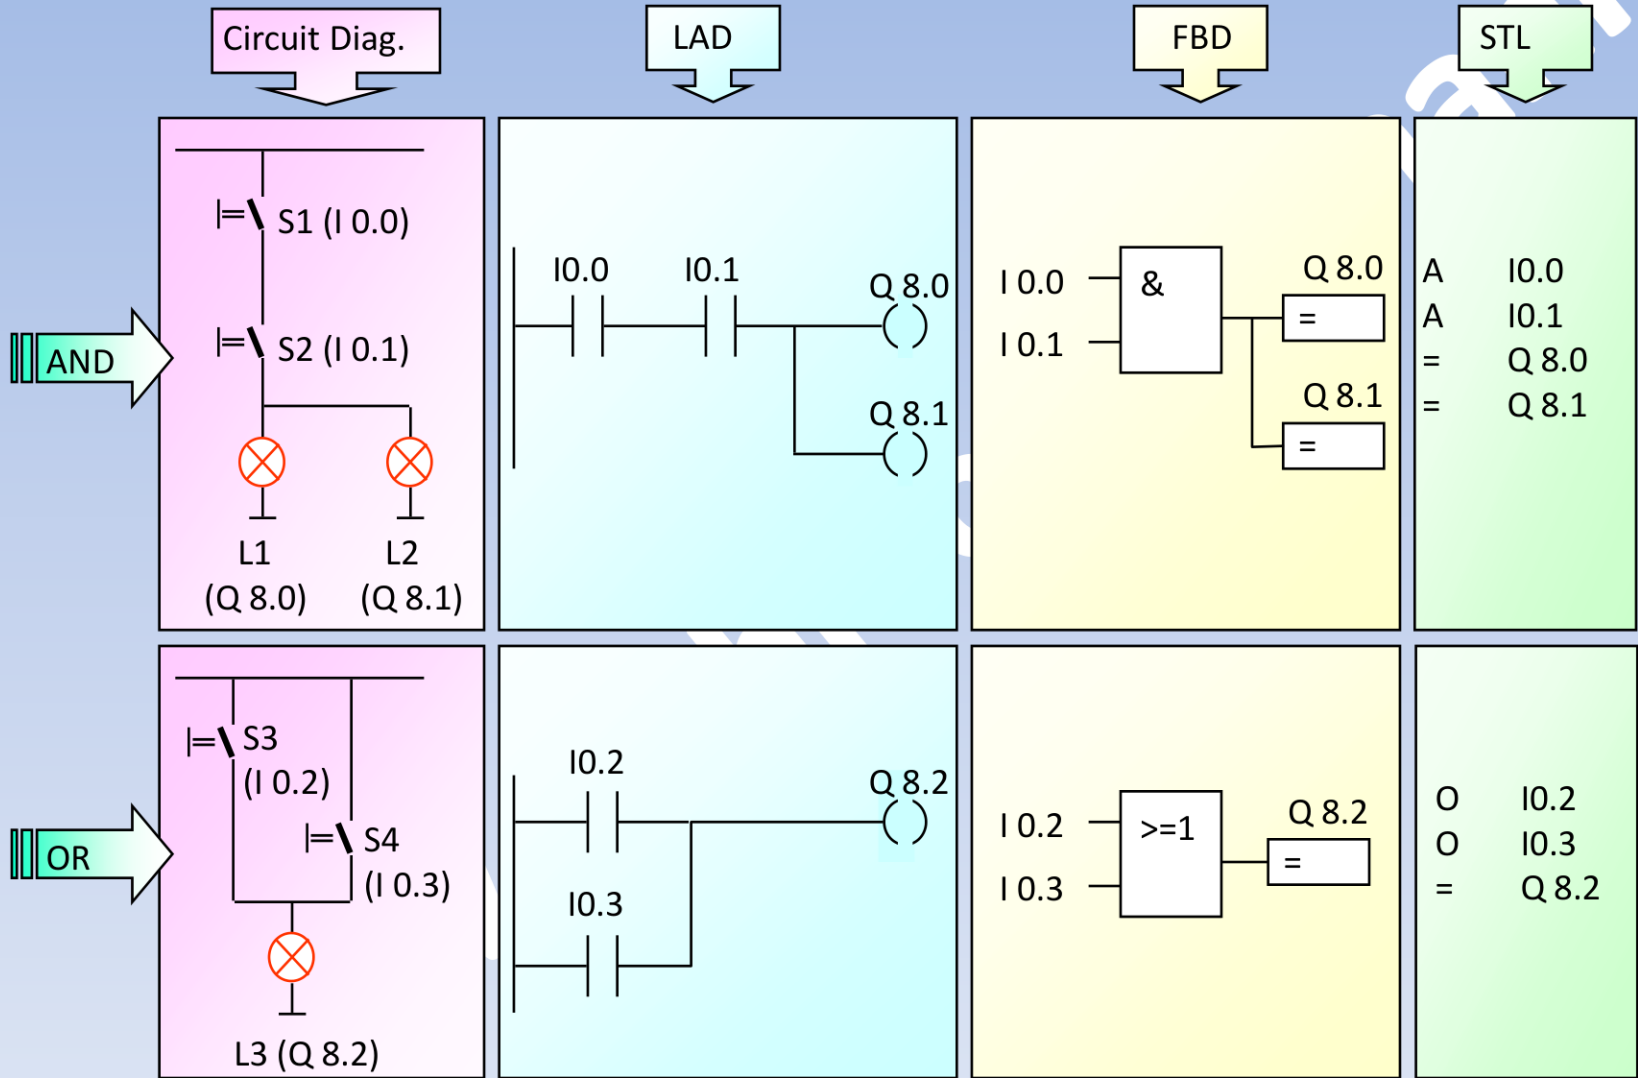 Circuit Diag.
LAD
FBD
STL
AND
S1 (I 0.0)
S2 (I 0.1)
L1
L2
(Q 8.0)
(Q 8.1)
I0.0
I0.1
Q 8.0
Q 8.1
I 0.0
I 0.1
&
Q 8.0
=
Q 8.1
=
A I0.0
A I0.1
= Q 8.0
= Q 8.1
OR
S3
(I 0.2)
S4
(I 0.3)
L3 (Q 8.2)
I0.2
Q 8.2
I0.3
I 0.2
I 0.3
>=1
Q 8.2
=
O I0.2
O I0.3
= Q 8.2